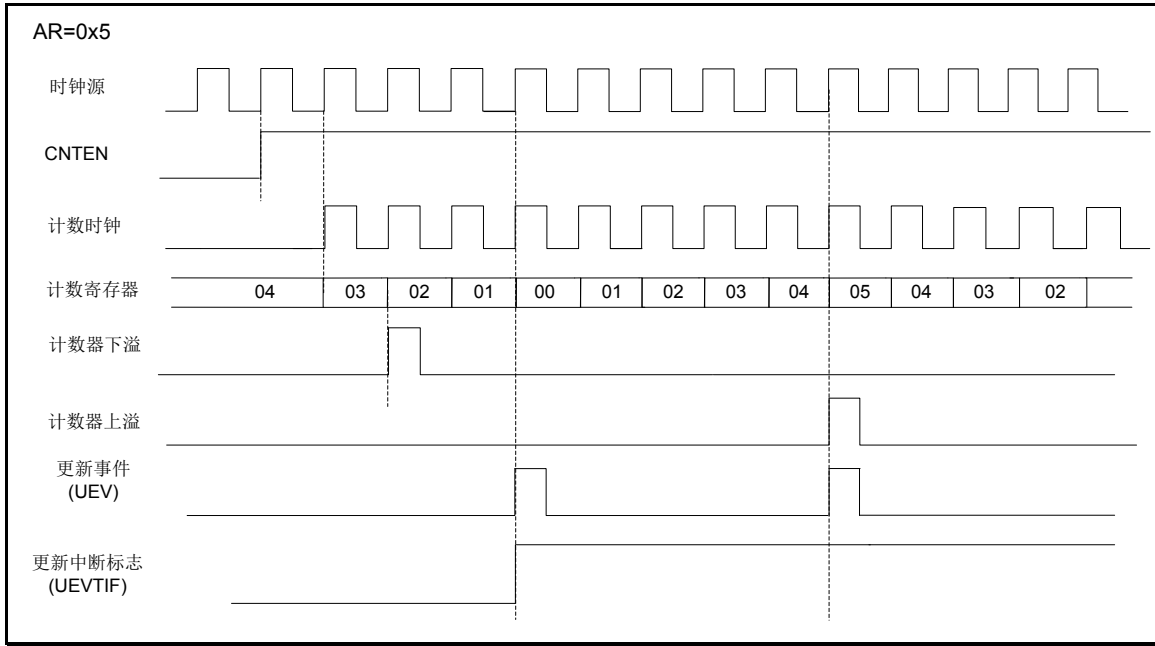 AR=0x5
时钟源
CNTEN
计数时钟
计数寄存器
04 03 02 01 00 01 02 03 04 05 04 03 02
计数器下溢
计数器上溢
更新事件
(UEV)
更新中断标志
(UEVTIF)